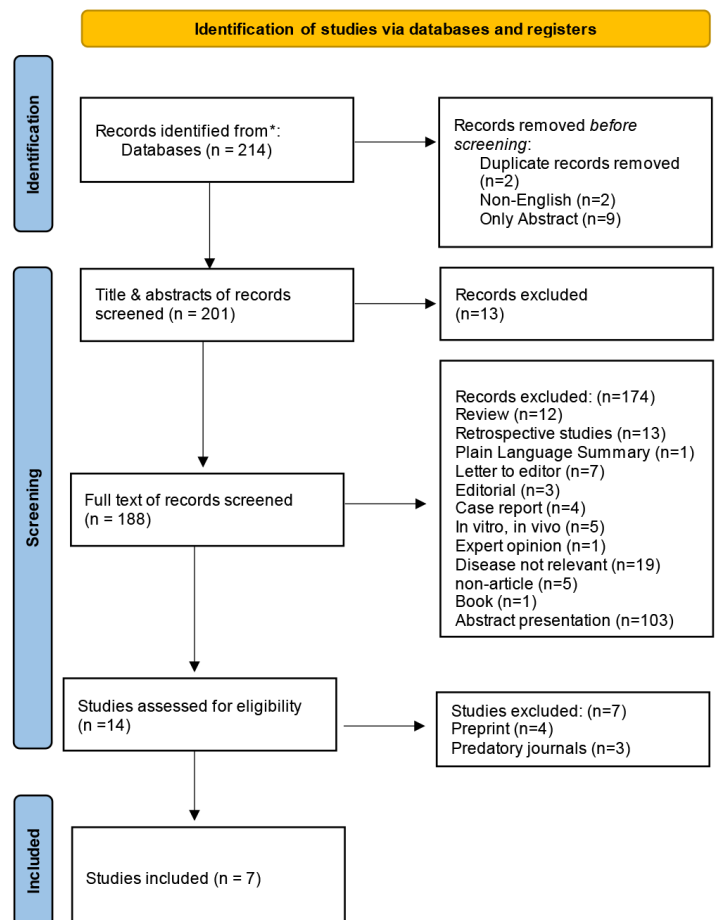 Identification of studies via databases and registers
Identification
Records identified from*:
Databases (n = 214)
Records removed before
screening:
Duplicate records removed
(n=2)
Non-English (n=2)
Only Abstract (n=9)
Screening
Title & abstracts of records
screened (n = 201)
Records excluded
(n=13)
Full text of records screened
(n = 188)
Records excluded: (n=174)
Review (n=12)
Retrospective studies (n=13)
Plain Language Summary (n=1)
Letter to editor (n=7)
Editorial (n=3)
Case report (n=4)
In vitro, in vivo (n=5)
Expert opinion (n=1)
Disease not relevant (n=19)
non-article (n=5)
Book (n=1)
Abstract presentation (n=103)
Studies assessed for eligibility
(n =14)
Studies excluded: (n=7)
Preprint (n=4)
Predatory journals (n=3)
Included
Studies included (n = 7)